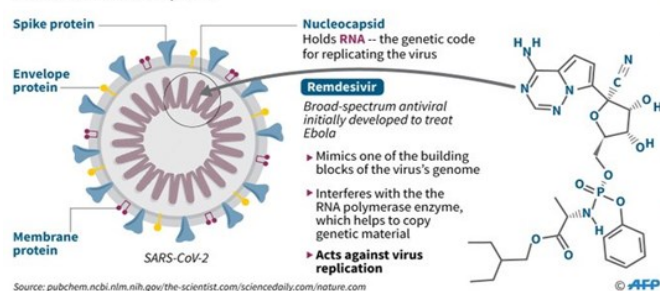 Spike protein
Envelope
protein
Membrane
protein
SARS-CoV-2
Nucleocapsid
Holds RNA -- the genetic code
for replicating the virus
Remdesivir
Broad-spectrum antiviral
initially developed to treat
Ebola
Mimics one of the building
blocks of the virus's genome
Interferes with the the
RNA polymerase enzyme,
which helps to copy
genetic material
Acts against virus
replication
H H
N
N
N
N
N
C
N
O
O H
OH
O
O
P
O
N
H
O
O
Source: pubchem.ncbi.nlm.nih.gov/the-scientist.com/sciencedaily.com/nature.com
© AFP